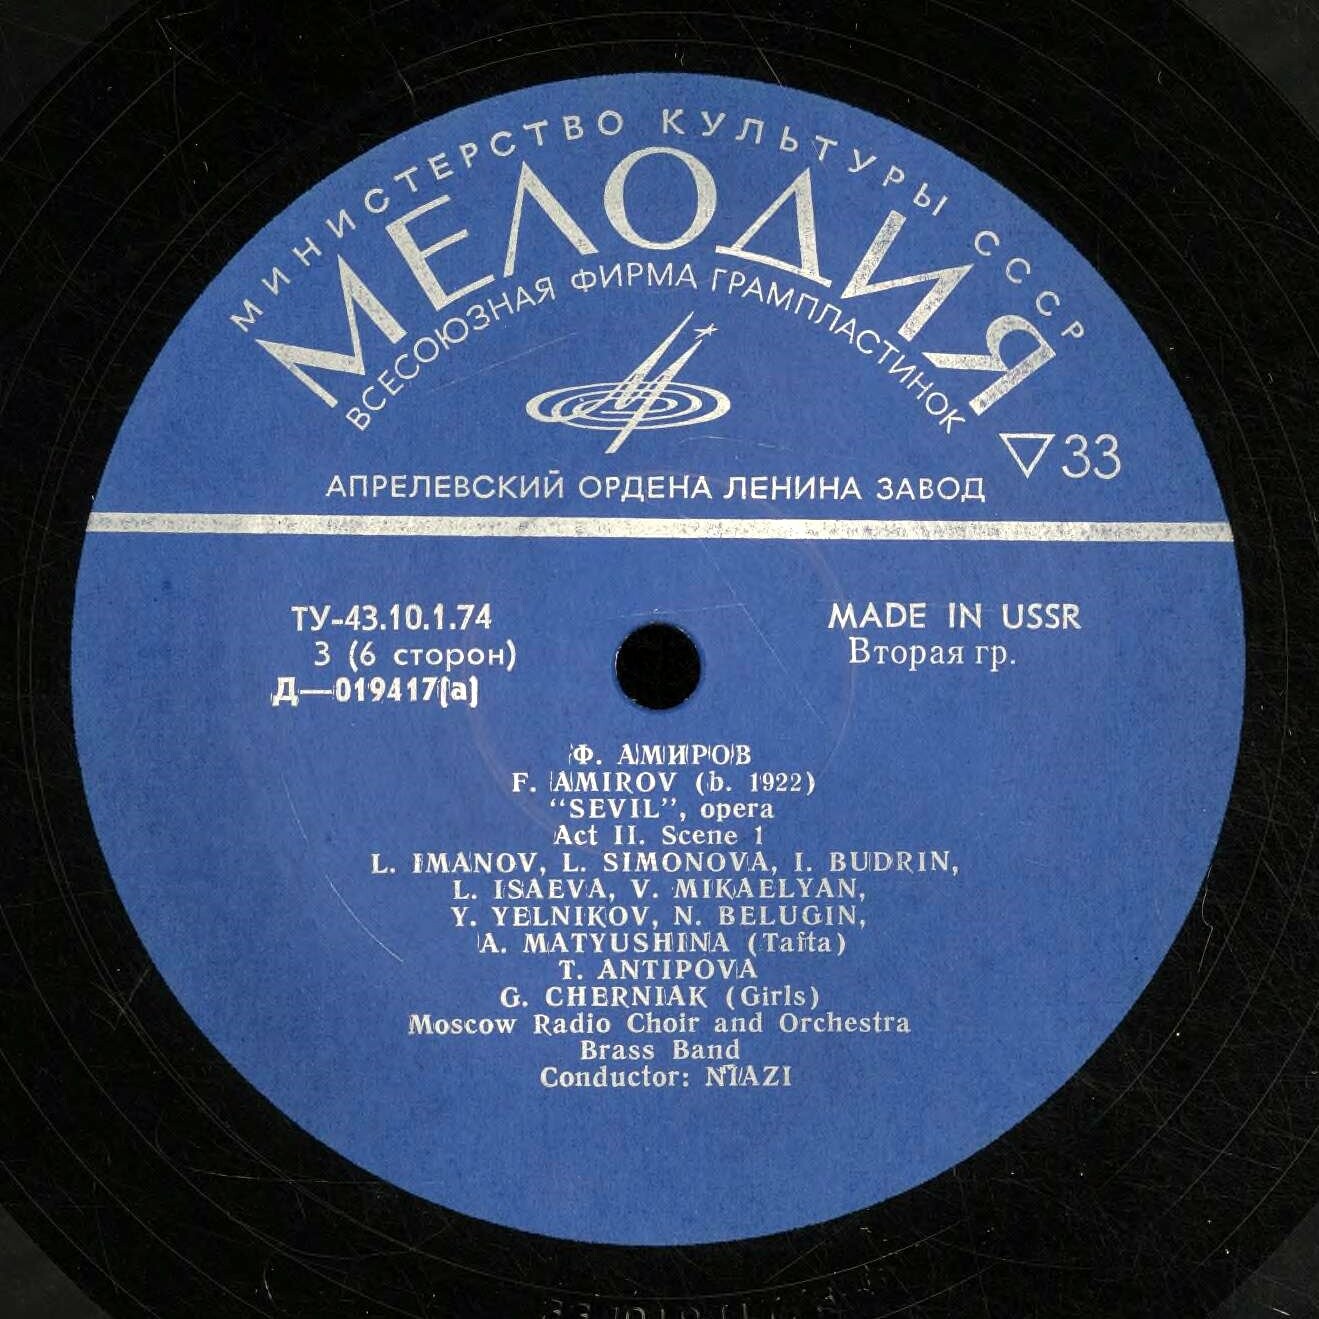 МИНИСТЕРСТВО КУЛЬТУРЫ СССР
МЕЛОДИЯ
ВСЕСОЮЗНАЯ ФИРМА ГРАМПЛАСТИНОК
33
АПРЕЛЕВСКИЙ ОРДЕНА ЛЕНИНА ЗАВОД
ТУ-43.10.1.74
3 (6 сторон)
Д—019417(а)
MADE IN USSR
Вторая гр.
Ф. АМИРОВ
F. AMIROV (b. 1922)
“SEVIL”, opera
Act II. Scene 1
L. IMANOV, L. SIMONOVA, I. BUDRIN,
L. ISAEVA, V. MIKAELYAN,
Y. YELNIKOV, N. BELUGIN,
A. MATYUSHINA (Tafta)
T. ANTIPOVA
G. CHERNIAK (Girls)
Moscow Radio Choir and Orchestra
Brass Band
Conductor: NIAZI